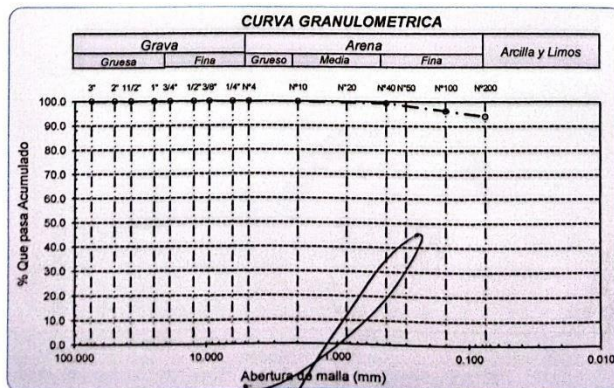 CURVA GRANULOMETRICA
Grava Arena Arcilla y Limos
Gruesa Fina Grueso Media Fina
3" 2" 11/2" 1" 3/4" 1/2" 3/8" 1/4" N°4 N°10 N°20 N°40 N°50 N°100 N°200
% Que pasa Acumulado
100.0
90.0
80.0
70.0
60.0
50.0
40.0
30.0
20.0
10.0
0.0
100.000 10.000 1.000 0.100 0.010
Abertura de malla (mm)